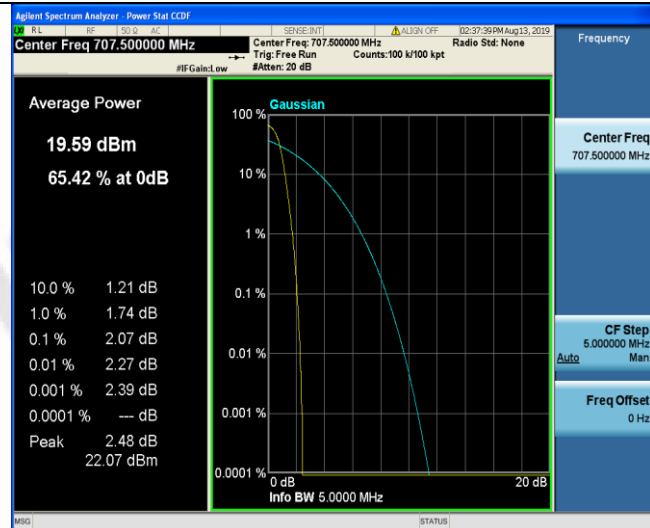 Agilent Spectrum Analyzer - Power Stat CCDF
RL RF 50 Ω AC SENSE:INT ALIGN OFF 02:37:39 PM Aug 13, 2019
Center Freq 707.500000 MHz
Center Freq: 707.500000 MHz Radio Std: None
Trig: Free Run Counts:100 k/100 kpt
#IFGain:Low #Atten: 20 dB
Frequency
Average Power
19.59 dBm
65.42 % at 0dB
10.0 % 1.21 dB
1.0 % 1.74 dB
0.1 % 2.07 dB
0.01 % 2.27 dB
0.001 % 2.39 dB
0.0001 % --- dB
Peak 2.48 dB
22.07 dBm
Gaussian
100 %
10 %
1 %
0.1 %
0.01 %
0.001 %
0.0001 %
0 dB 20 dB
Info BW 5.0000 MHz
Center Freq
707.500000 MHz
CF Step
5.000000 MHz
Auto Man
Freq Offset
0 Hz
MSG STATUS